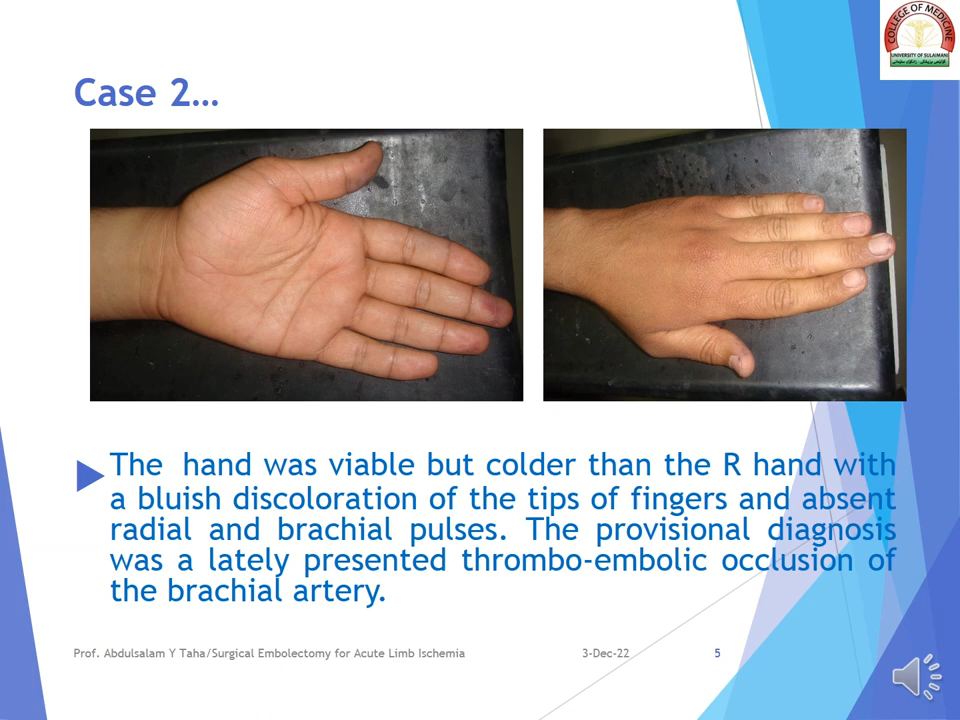 COLLEGE OF MEDICINE
UNIVERSITY OF SULAIMANI
Case 2…
The hand was viable but colder than the R hand with
a bluish discoloration of the tips of fingers and absent
radial and brachial pulses. The provisional diagnosis
was a lately presented thrombo-embolic occlusion of
the brachial artery.
Prof. Abdulsalam Y Taha/Surgical Embolectomy for Acute Limb Ischemia
3-Dec-22
5